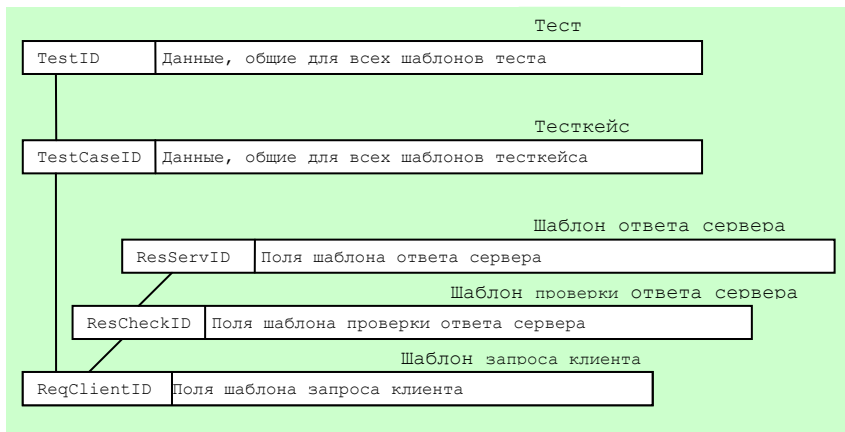 Тест
TestID Данные, общие для всех шаблонов теста
Тесткейс
TestCaseID Данные, общие для всех шаблонов тесткейса
Шаблон ответа сервера
ResServID Поля шаблона ответа сервера
Шаблон проверки ответа сервера
ResCheckID Поля шаблона проверки ответа сервера
Шаблон запроса клиента
ReqClientID Поля шаблона запроса клиента